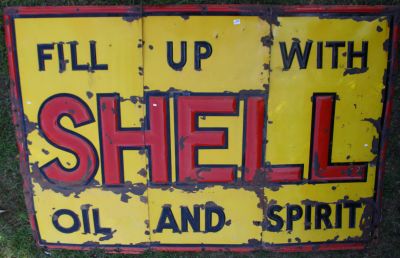 FILL UP WITH
SHELL
OIL AND SPIRIT